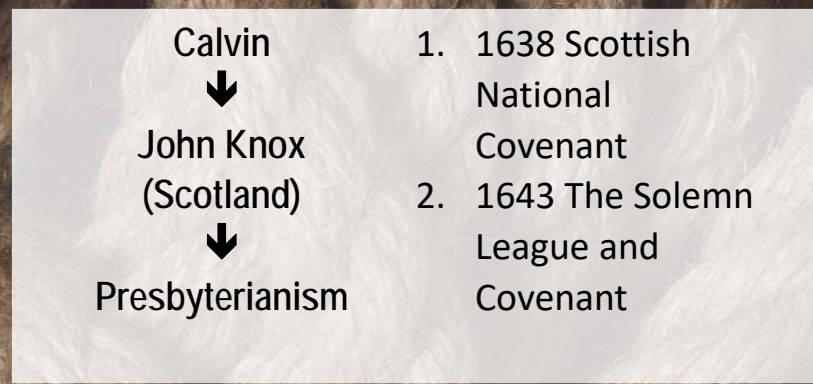 Calvin
🡻
John Knox
(Scotland)
🡻
Presbyterianism
1. 1638 Scottish
National
Covenant
2. 1643 The Solemn
League and
Covenant